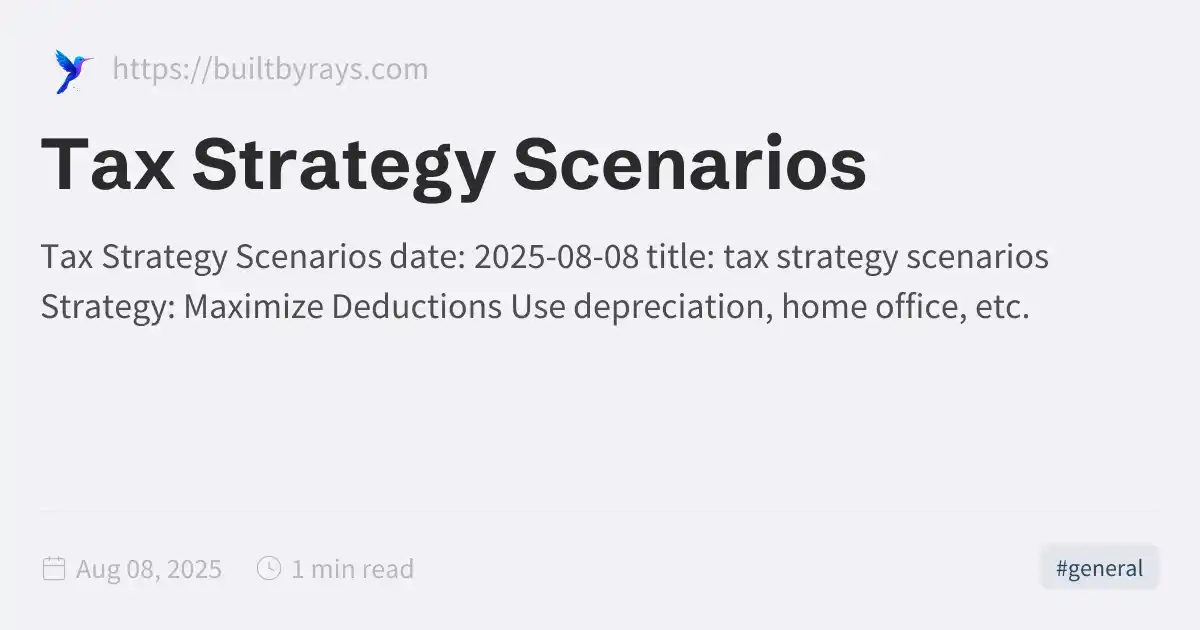 https://builtbyrays.com
Tax Strategy Scenarios
Tax Strategy Scenarios date: 2025-08-08 title: tax strategy scenarios
Strategy: Maximize Deductions Use depreciation, home office, etc.
Aug 08, 2025
1 min read
#general